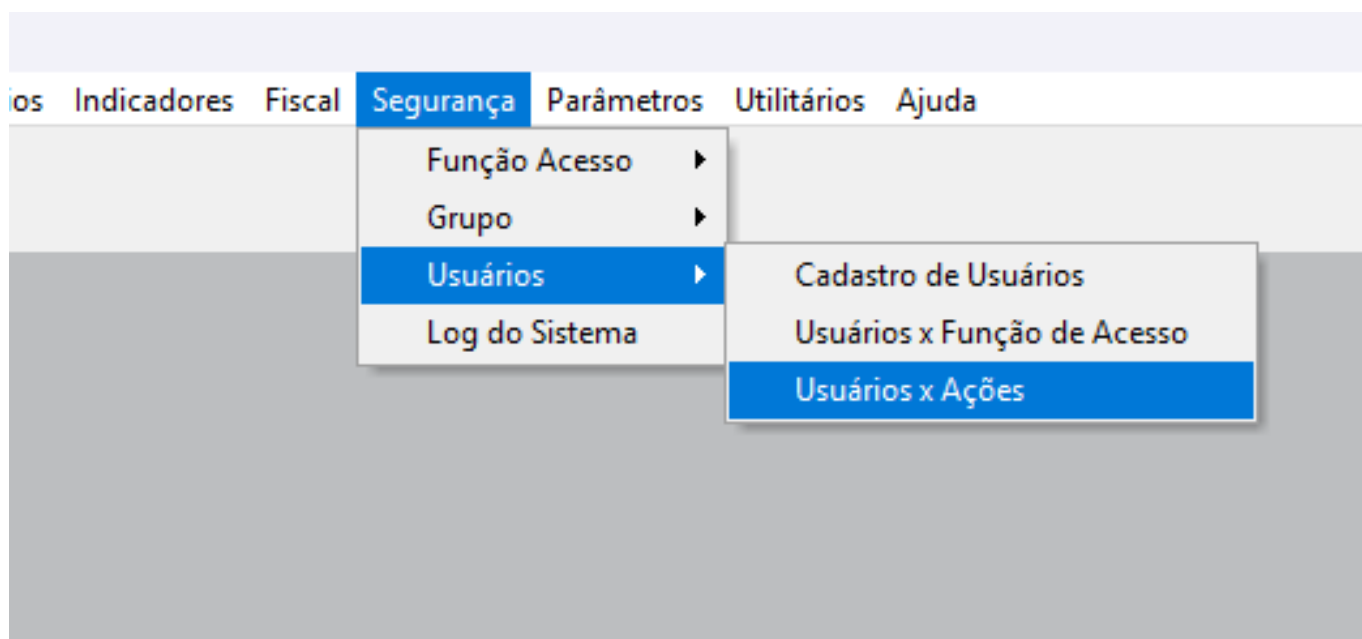 Indicadores Fiscal Segurança Parâmetros Utilitários Ajuda
Função Acesso
Grupo
Usuários
Log do Sistema
Cadastro de Usuários
Usuários x Função de Acesso
Usuários x Ações